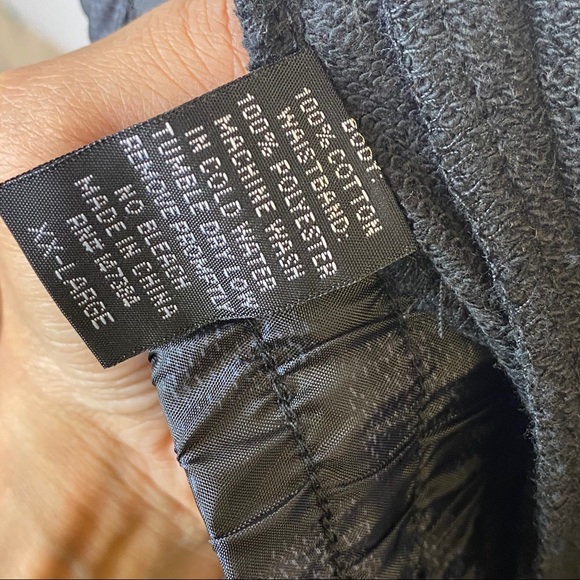 BODY:
100% COTTON
WAISTBAND:
100% POLYESTER
MACHINE WASH
IN COLD WATER
TUMBLE DRY LOW
REMOVE PROMPTLY
NO BLEACH
MADE IN CHINA
RN#
XX-LARGE